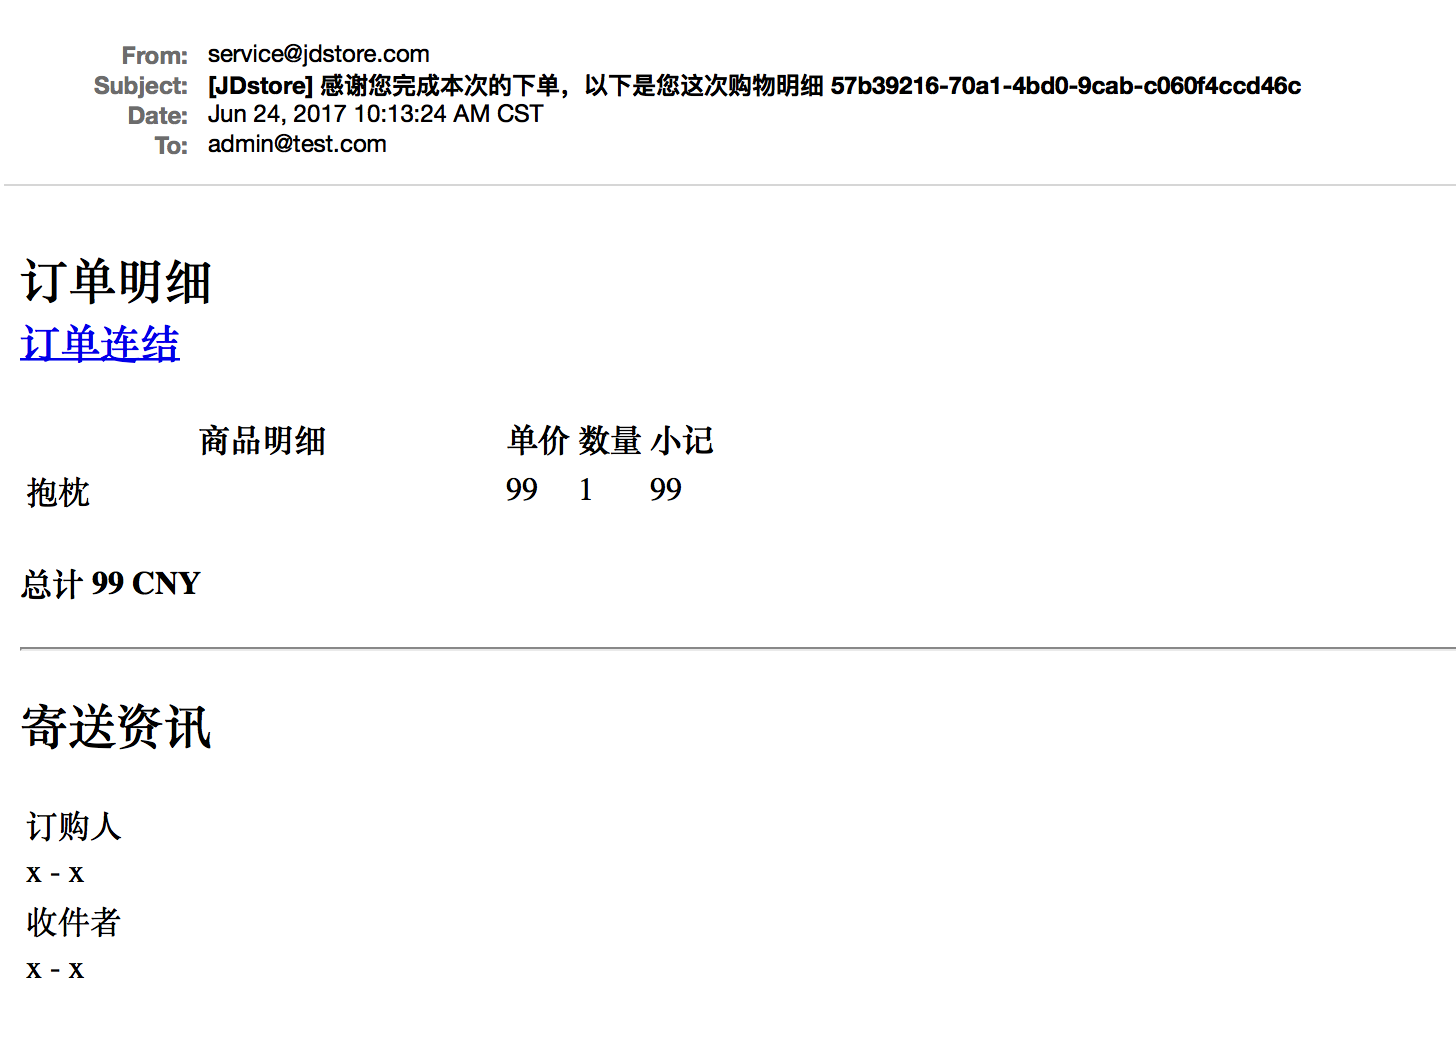 From: service@jdstore.com
Subject: [JDstore] 感谢您完成本次的下单，以下是您这次购物明细 57b39216-70a1-4bd0-9cab-c060f4ccd46c
Date: Jun 24, 2017 10:13:24 AM CST
To: admin@test.com
订单明细
订单连结
商品明细 单价 数量 小记
抱枕 99 1 99
总计 99 CNY
寄送资讯
订购人
x - x
收件者
x - x